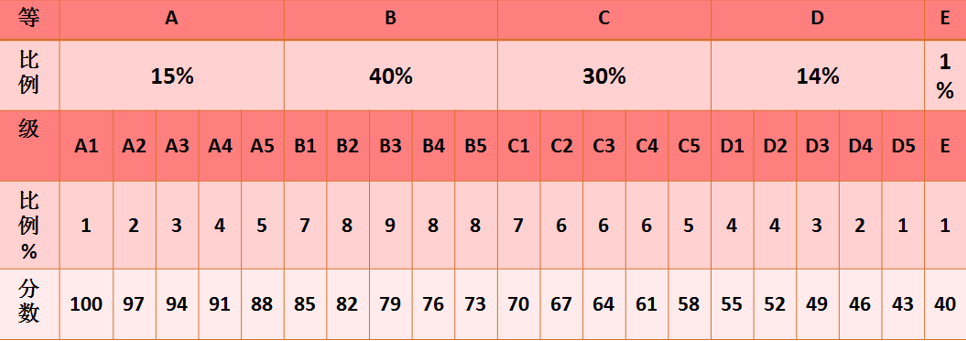 等 A B C D E
比例 15% 40% 30% 14% 1%
级 A1 A2 A3 A4 A5 B1 B2 B3 B4 B5 C1 C2 C3 C4 C5 D1 D2 D3 D4 D5 E
比例% 1 2 3 4 5 7 8 9 8 8 7 6 6 6 5 4 4 3 2 1 1
分数 100 97 94 91 88 85 82 79 76 73 70 67 64 61 58 55 52 49 46 43 40